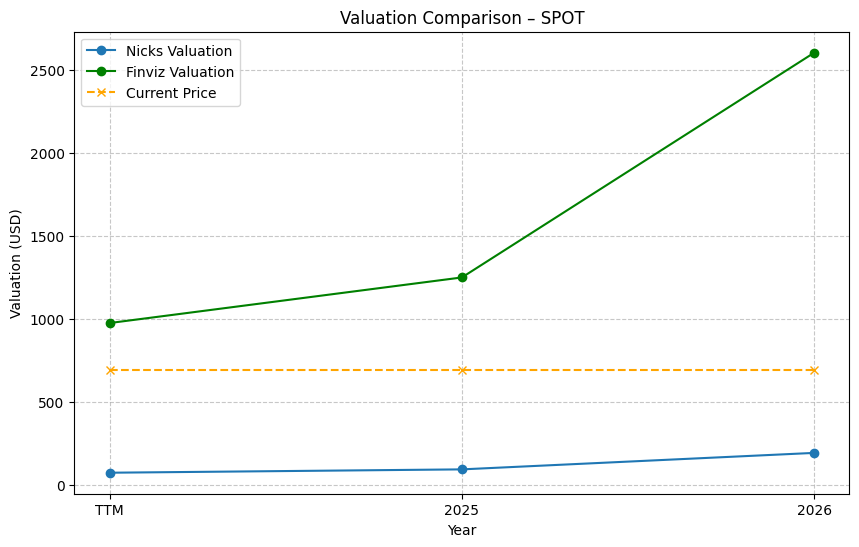 Valuation Comparison – SPOT
Nicks Valuation
Finviz Valuation
Current Price
Valuation (USD)
2500
2000
1500
1000
500
0
TTM
2025
2026
Year